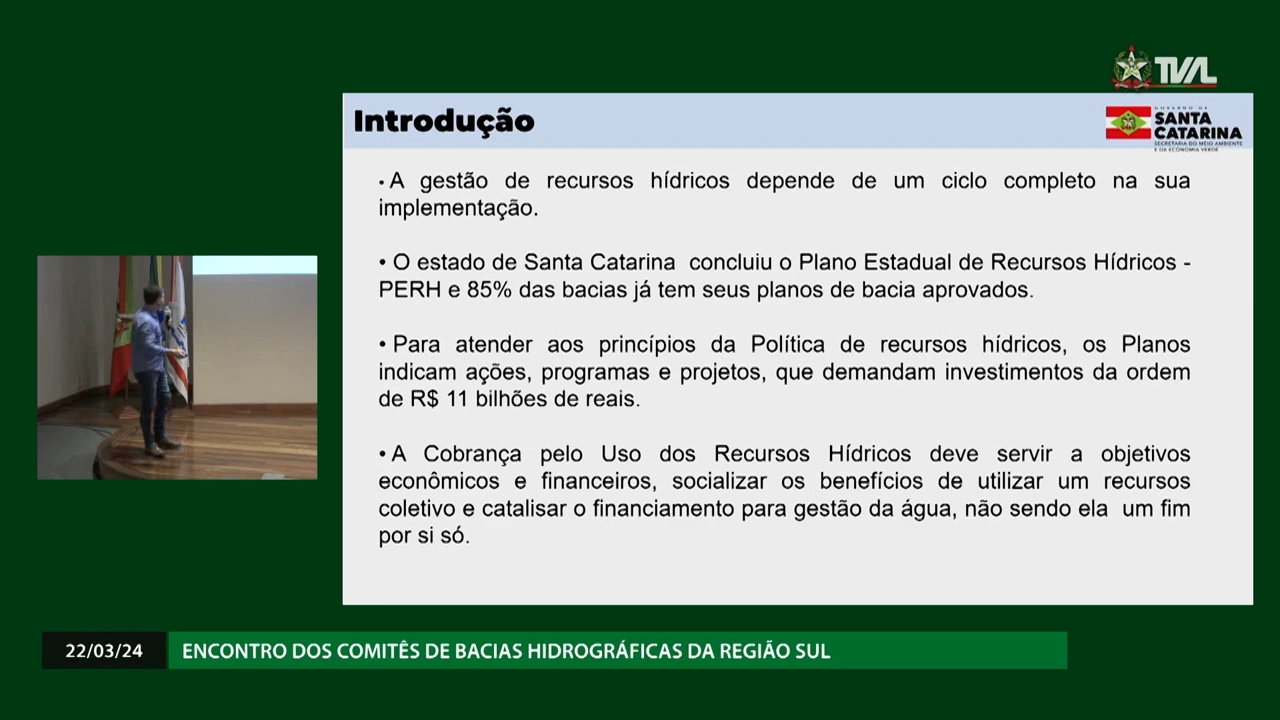 TVAL
Introdução
GOVERNO DE
SANTA
CATARINA
SECRETARIA DO MEIO AMBIENTE
E DA ECONOMIA VERDE
• A gestão de recursos hídricos depende de um ciclo completo na sua
implementação.
• O estado de Santa Catarina concluiu o Plano Estadual de Recursos Hídricos -
PERH e 85% das bacias já tem seus planos de bacia aprovados.
• Para atender aos princípios da Política de recursos hídricos, os Planos
indicam ações, programas e projetos, que demandam investimentos da ordem
de R$ 11 bilhões de reais.
• A Cobrança pelo Uso dos Recursos Hídricos deve servir a objetivos
econômicos e financeiros, socializar os benefícios de utilizar um recursos
coletivo e catalisar o financiamento para gestão da água, não sendo ela um fim
por si só.
22/03/24
ENCONTRO DOS COMITÊS DE BACIAS HIDROGRÁFICAS DA REGIÃO SUL